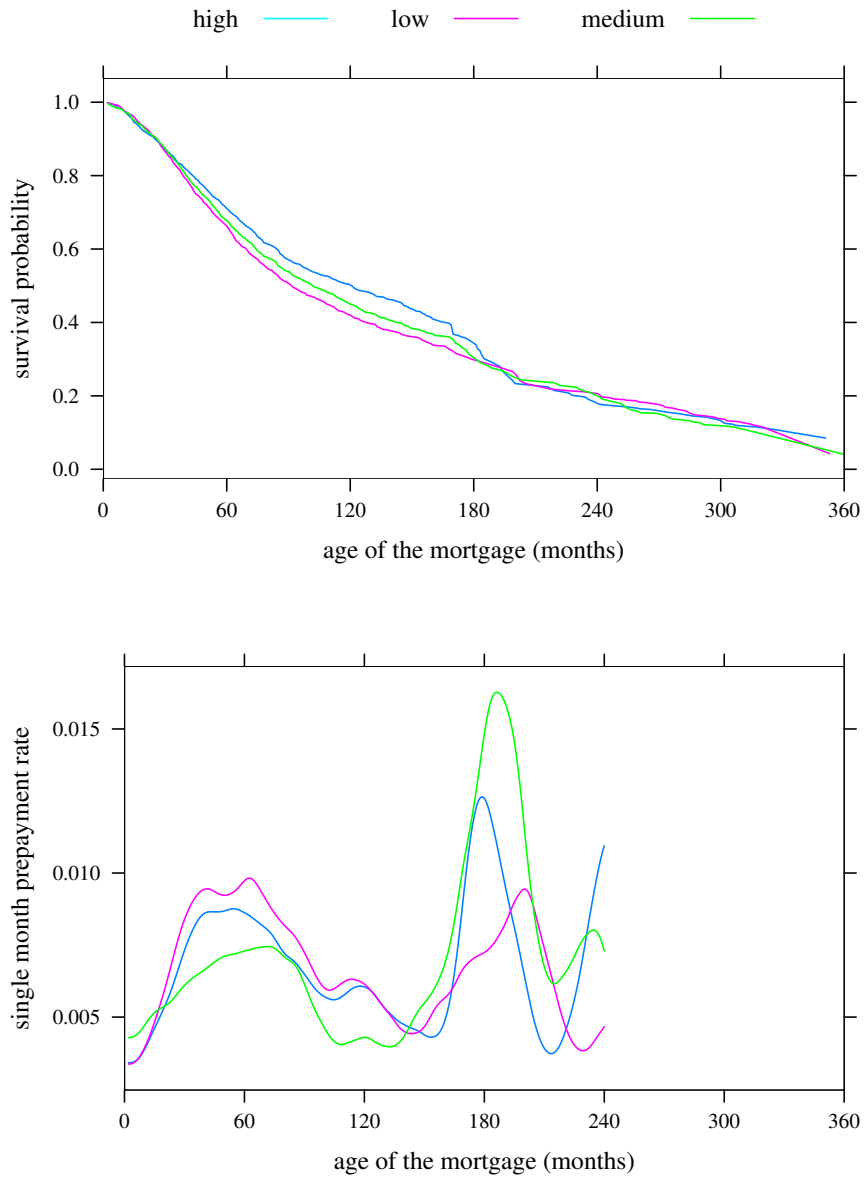 high low medium
1.0
0.8
0.6
0.4
0.2
0.0
survival probability
0 60 120 180 240 300 360
age of the mortgage (months)
0.015
0.010
0.005
single month prepayment rate
0 60 120 180 240 300 360
age of the mortgage (months)